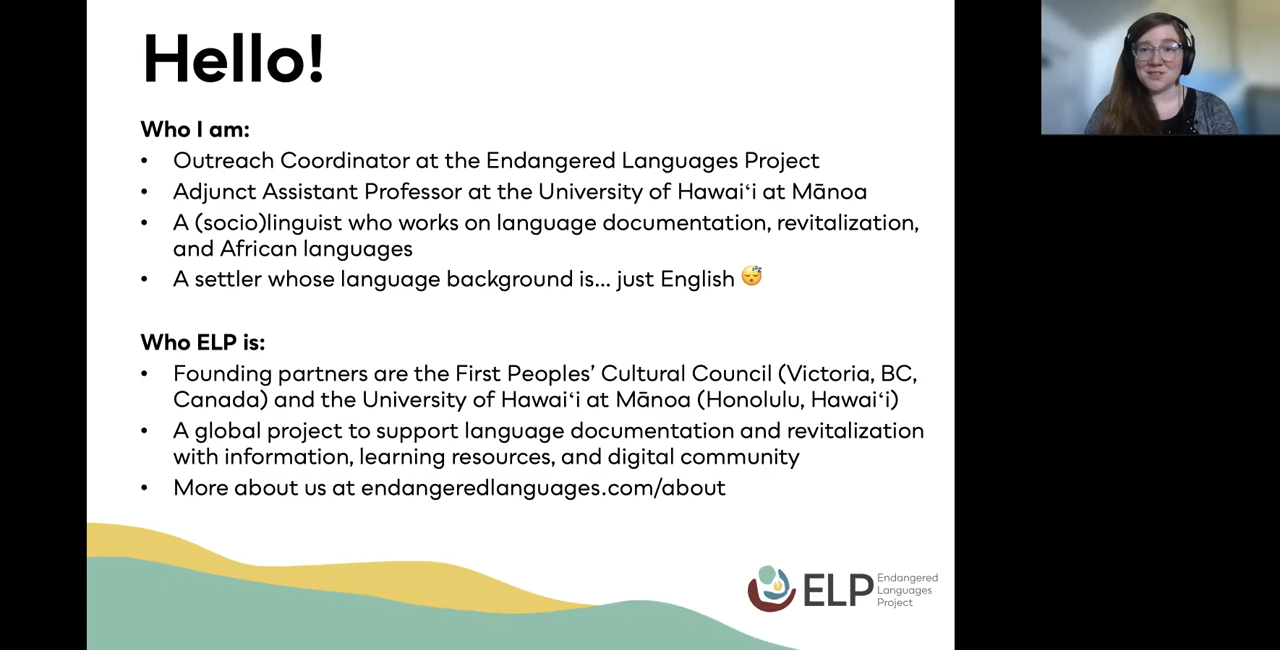 Hello!
Who I am:
• Outreach Coordinator at the Endangered Languages Project
• Adjunct Assistant Professor at the University of Hawaiʻi at Mānoa
• A (socio)linguist who works on language documentation, revitalization,
and African languages
• A settler whose language background is... just English 😴
Who ELP is:
• Founding partners are the First Peoples’ Cultural Council (Victoria, BC,
Canada) and the University of Hawaiʻi at Mānoa (Honolulu, Hawaiʻi)
• A global project to support language documentation and revitalization
with information, learning resources, and digital community
• More about us at endangeredlanguages.com/about
ELP
Endangered
Languages
Project